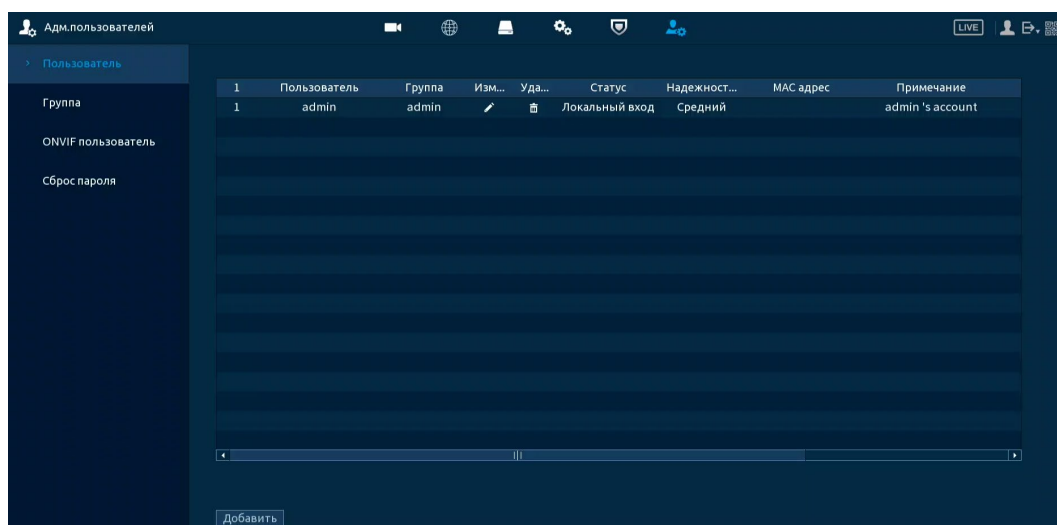 Адм.пользователей LIVE
Пользователь
Группа
ONVIF пользователь
Сброс пароля
1 Пользователь Группа Изм... Уда... Статус Надежност... MAC адрес Примечание
1 admin admin Локальный вход Средний admin 's account
Добавить